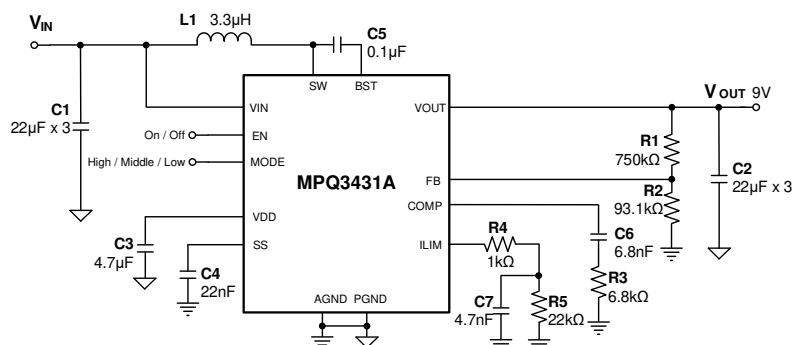 L1 3.3µH
VIN
C5
0.1µF
SW
BST
C1
22µF x 3
VIN
VOUT
VOUT 9V
On / Off
EN
R1
750kΩ
High / Middle / Low
MODE
MPQ3431A
FB
C2
22µF x 3
R2
93.1kΩ
COMP
VDD
R4
1kΩ
C6
6.8nF
C3
4.7µF
SS
ILIM
C4
22nF
R3
6.8kΩ
C7
4.7nF
R5
22kΩ
AGND
PGND